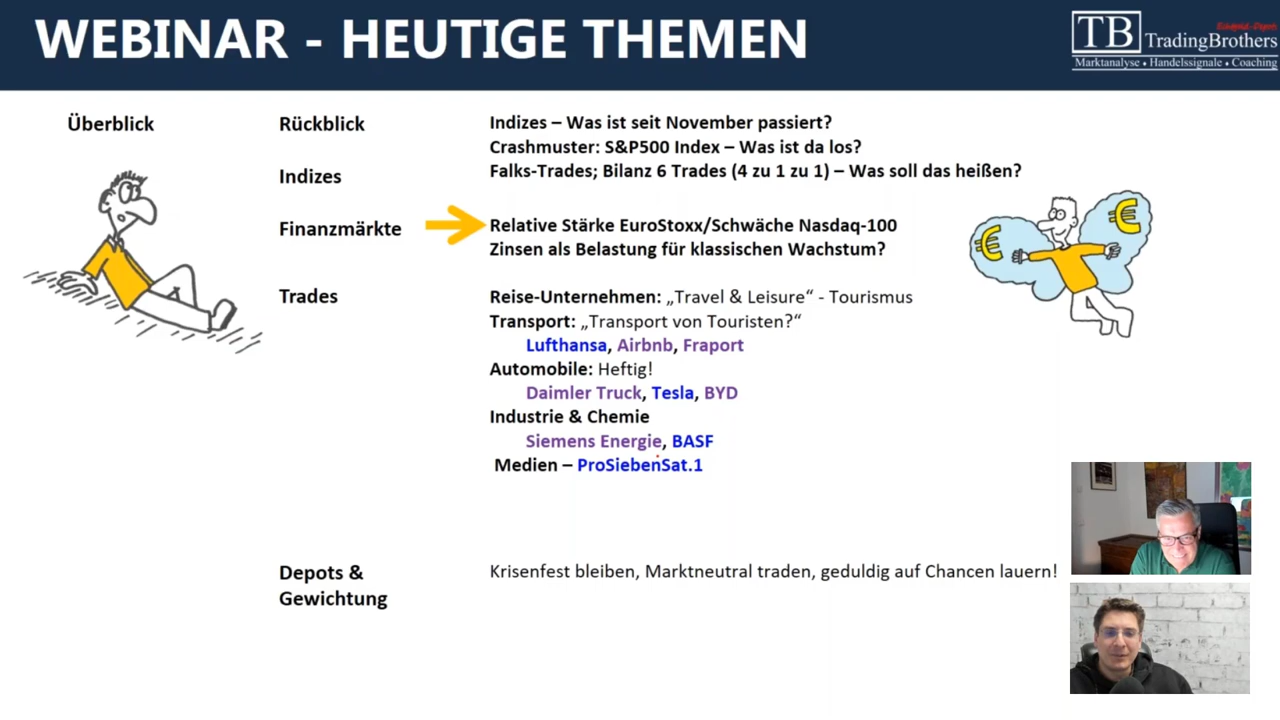 WEBINAR - HEUTIGE THEMEN
TB TradingBrothers
Marktanalyse • Handelssignale • Coaching
Überblick
Rückblick
Indizes – Was ist seit November passiert?
Crashmuster: S&P500 Index – Was ist da los?
Indizes
Falks-Trades; Bilanz 6 Trades (4 zu 1 zu 1) – Was soll das heißen?
Finanzmärkte
Relative Stärke EuroStoxx/Schwäche Nasdaq-100
Zinsen als Belastung für klassischen Wachstum?
Trades
Reise-Unternehmen: „Travel & Leisure“ - Tourismus
Transport: „Transport von Touristen?“
Lufthansa, Airbnb, Fraport
Automobile: Heftig!
Daimler Truck, Tesla, BYD
Industrie & Chemie
Siemens Energie, BASF
Medien – ProSiebenSat.1
Depots &
Gewichtung
Krisenfest bleiben, Marktneutral traden, geduldig auf Chancen lauern!
€
€